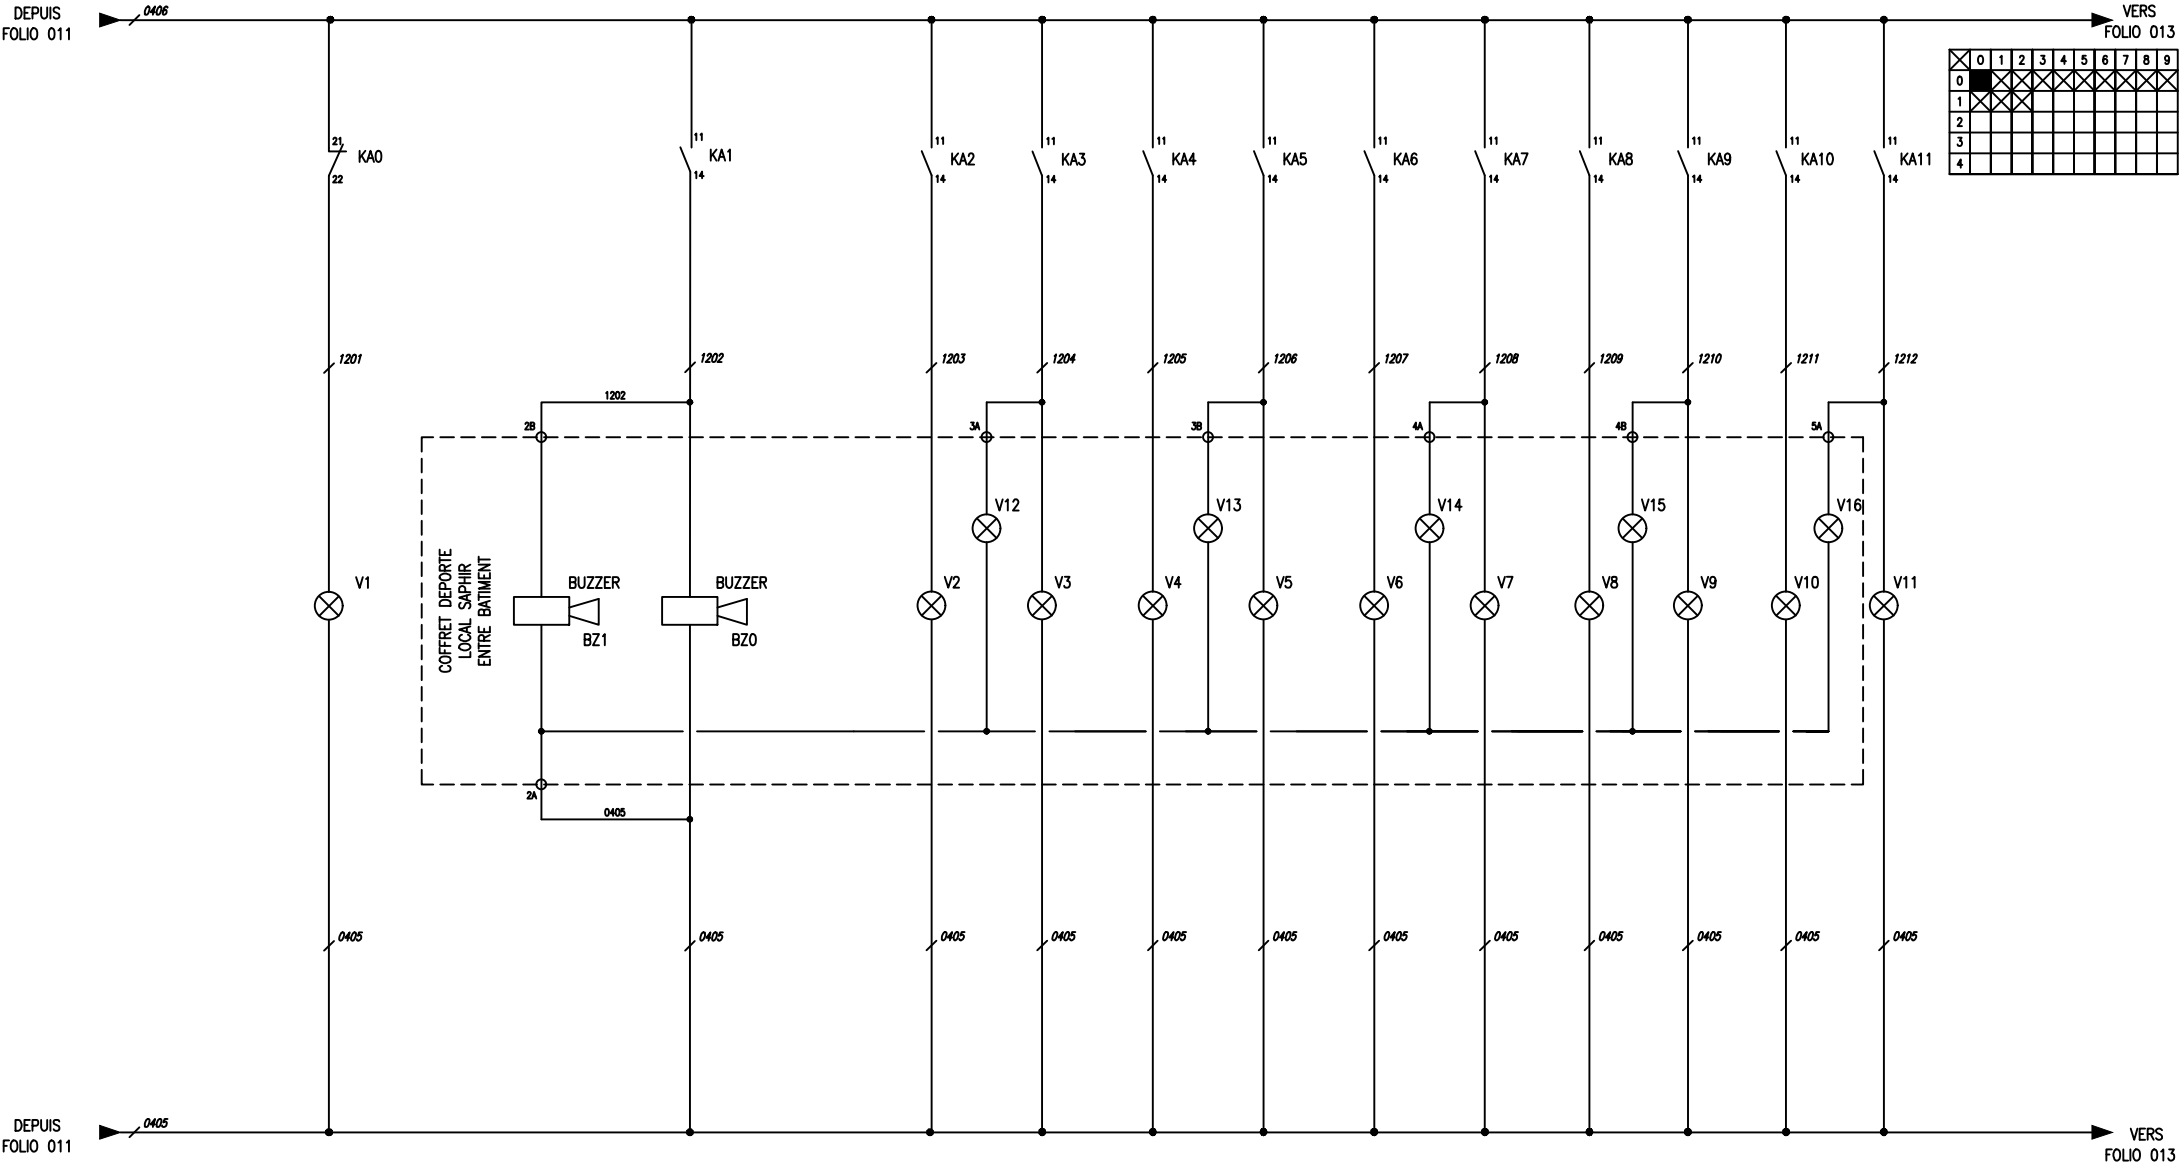 DEPUIS
FOLIO 011
0406
VERS
FOLIO 013
0 1 2 3 4 5 6 7 8 9
0
1
2
3
4
21
KA0
22
11
KA1
14
11
KA2
14
11
KA3
14
11
KA4
14
11
KA5
14
11
KA6
14
11
KA7
14
11
KA8
14
11
KA9
14
11
KA10
14
11
KA11
14
1201
1202
1203
1204
1205
1206
1207
1208
1209
1210
1211
1212
1202
2B
3A
3B
4A
4B
5A
V12
V13
V14
V15
V16
COFFRET DEPORTE
LOCAL SAPHIR
ENTRE BATIMENT
V1
BUZZER
BZ1
BUZZER
BZ0
V2
V3
V4
V5
V6
V7
V8
V9
V10
V11
2A
0405
0405
0405
0405
0405
0405
0405
0405
0405
0405
0405
0405
0405
DEPUIS
FOLIO 011
0405
VERS
FOLIO 013